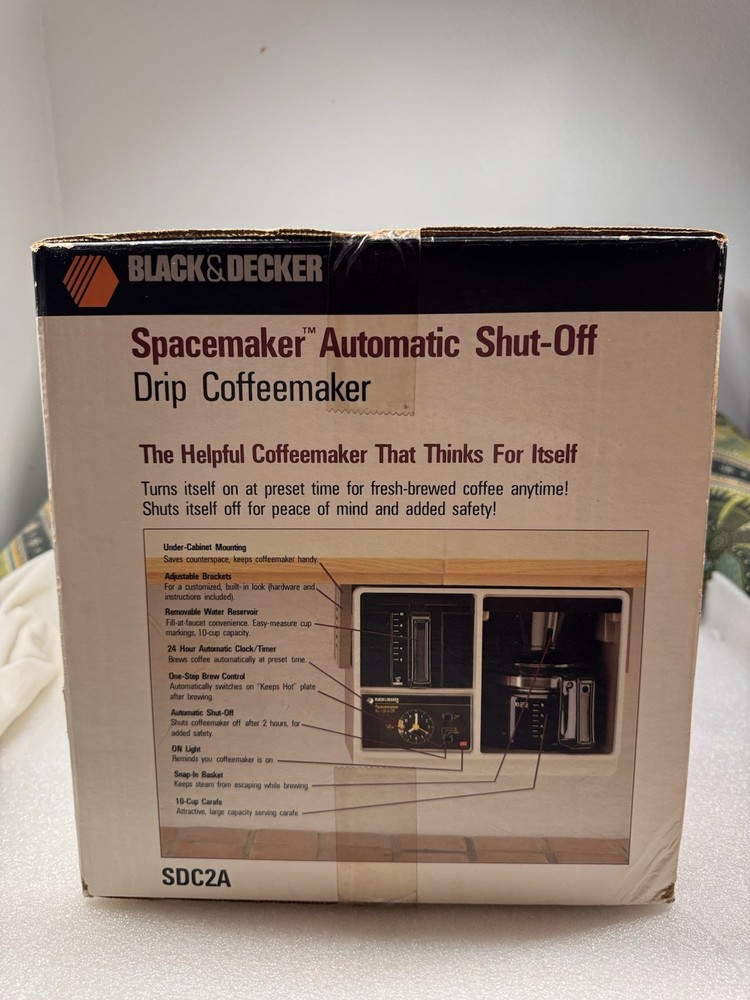 BLACK&DECKER
Spacemaker™ Automatic Shut-Off
Drip Coffeemaker
The Helpful Coffeemaker That Thinks For Itself
Turns itself on at preset time for fresh-brewed coffee anytime!
Shuts itself off for peace of mind and added safety!
Under-Cabinet Mounting
Saves counterspace, keeps coffeemaker handy
Adjustable Brackets
For a customized, built-in look (hardware and
instructions included).
Removable Water Reservoir
Fill-at-faucet convenience. Easy-measure cup
markings, 10-cup capacity.
24 Hour Automatic Clock/Timer
Brews coffee automatically at preset time.
One-Step Brew Control
Automatically switches on "Keeps Hot" plate
after brewing.
Automatic Shut-Off
Shuts coffeemaker off after 2 hours, for
added safety.
ON Light
Reminds you coffeemaker is on.
Snap-In Basket
Keeps steam from escaping while brewing.
10-Cup Carafe
Attractive, large capacity serving carafe.
BLACK&DECKER
SDC2A